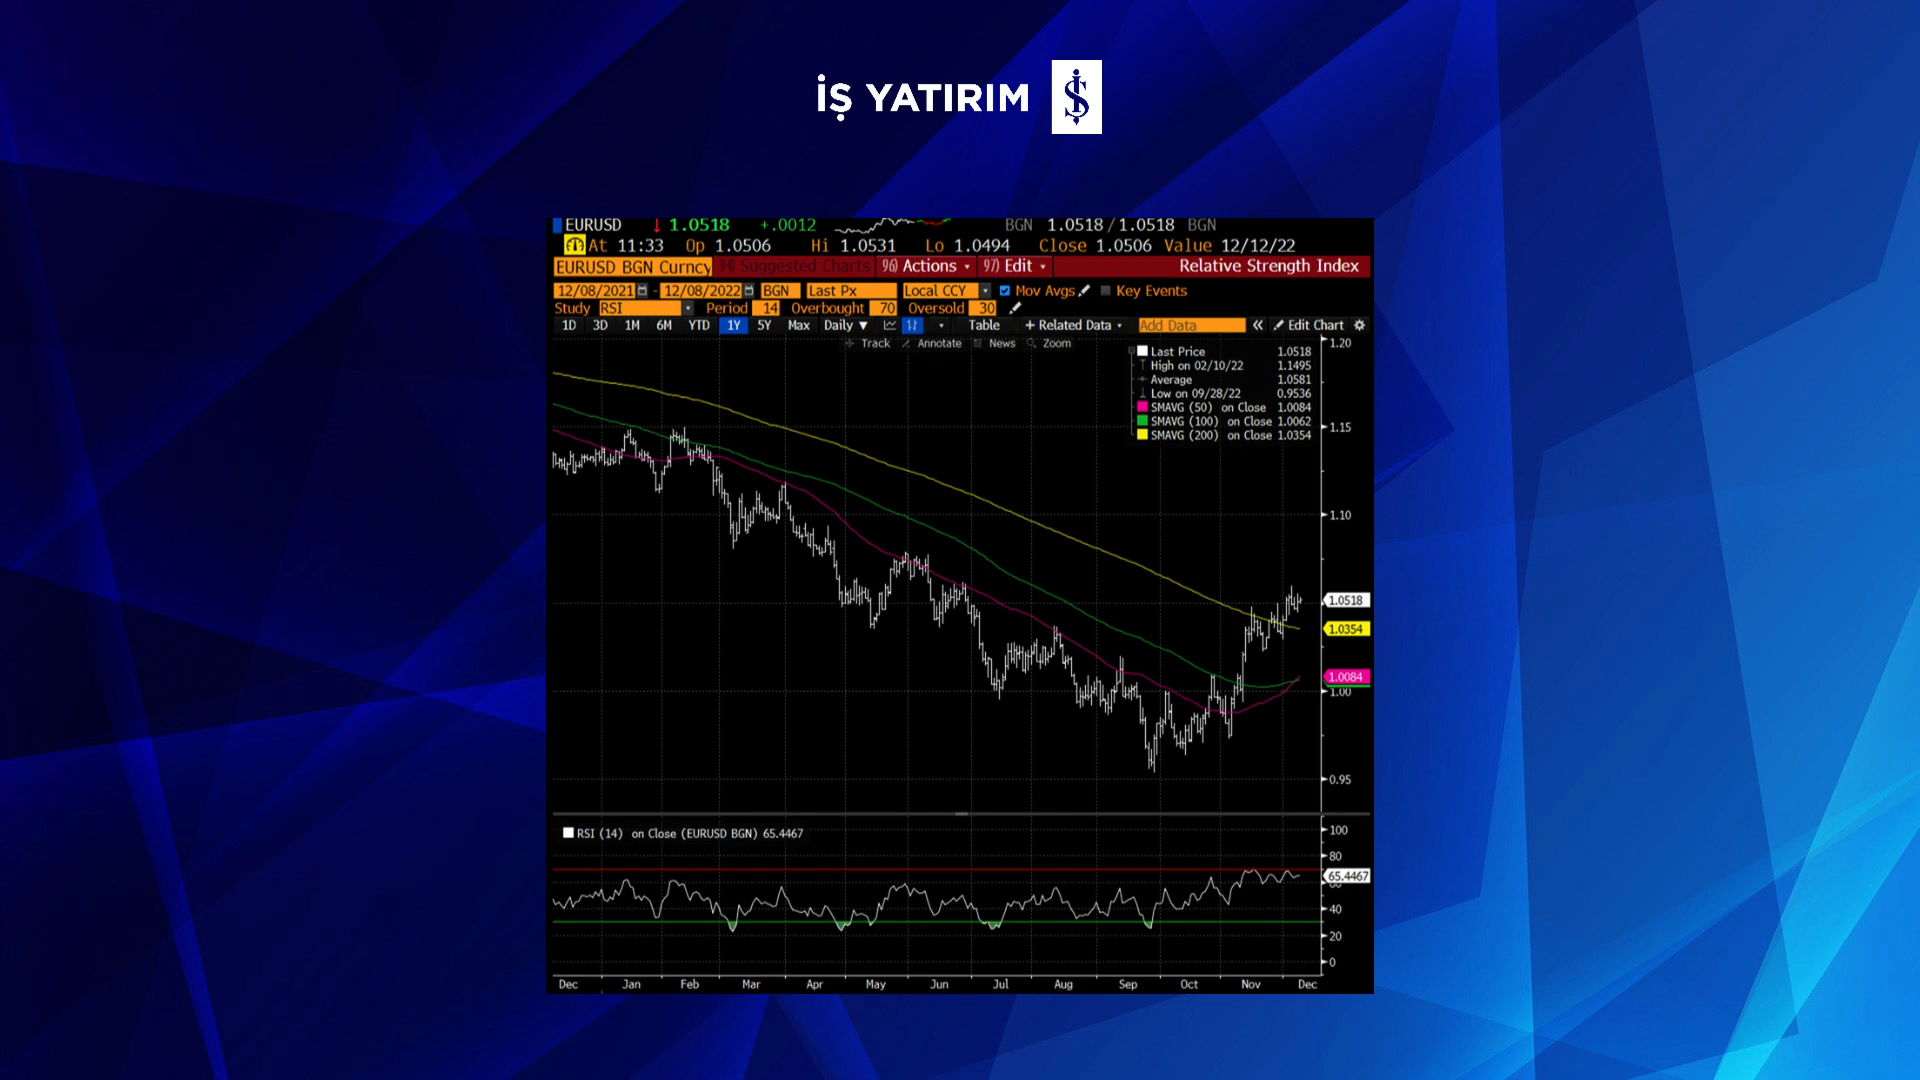 İŞ YATIRIM
EURUSD ↓ 1.0518 +.0012 BGN 1.0518 / 1.0518 BGN
At 11:33 Op 1.0506 Hi 1.0531 Lo 1.0494 Close 1.0506 Value 12/12/22
EURUSD BGN Curncy 94) Suggested Charts 96) Actions 97) Edit Relative Strength Index
12/08/2021 - 12/08/2022 BGN Last Px Local CCY Mov Avgs Key Events
Study RSI Period 14 Overbought 70 Oversold 30
1D 3D 1M 6M YTD 1Y 5Y Max Daily ▼ Table + Related Data Add Data « Edit Chart
Track Annotate News Zoom
Last Price 1.0518
High on 02/10/22 1.1495
Average 1.0581
Low on 09/28/22 0.9536
SMAVG (50) on Close 1.0084
SMAVG (100) on Close 1.0062
SMAVG (200) on Close 1.0354
1.20
1.15
1.10
1.0518
1.0354
1.0084
1.00
0.95
RSI (14) on Close (EURUSD BGN) 65.4467
100
80
65.4467
40
20
0
Dec Jan Feb Mar Apr May Jun Jul Aug Sep Oct Nov Dec